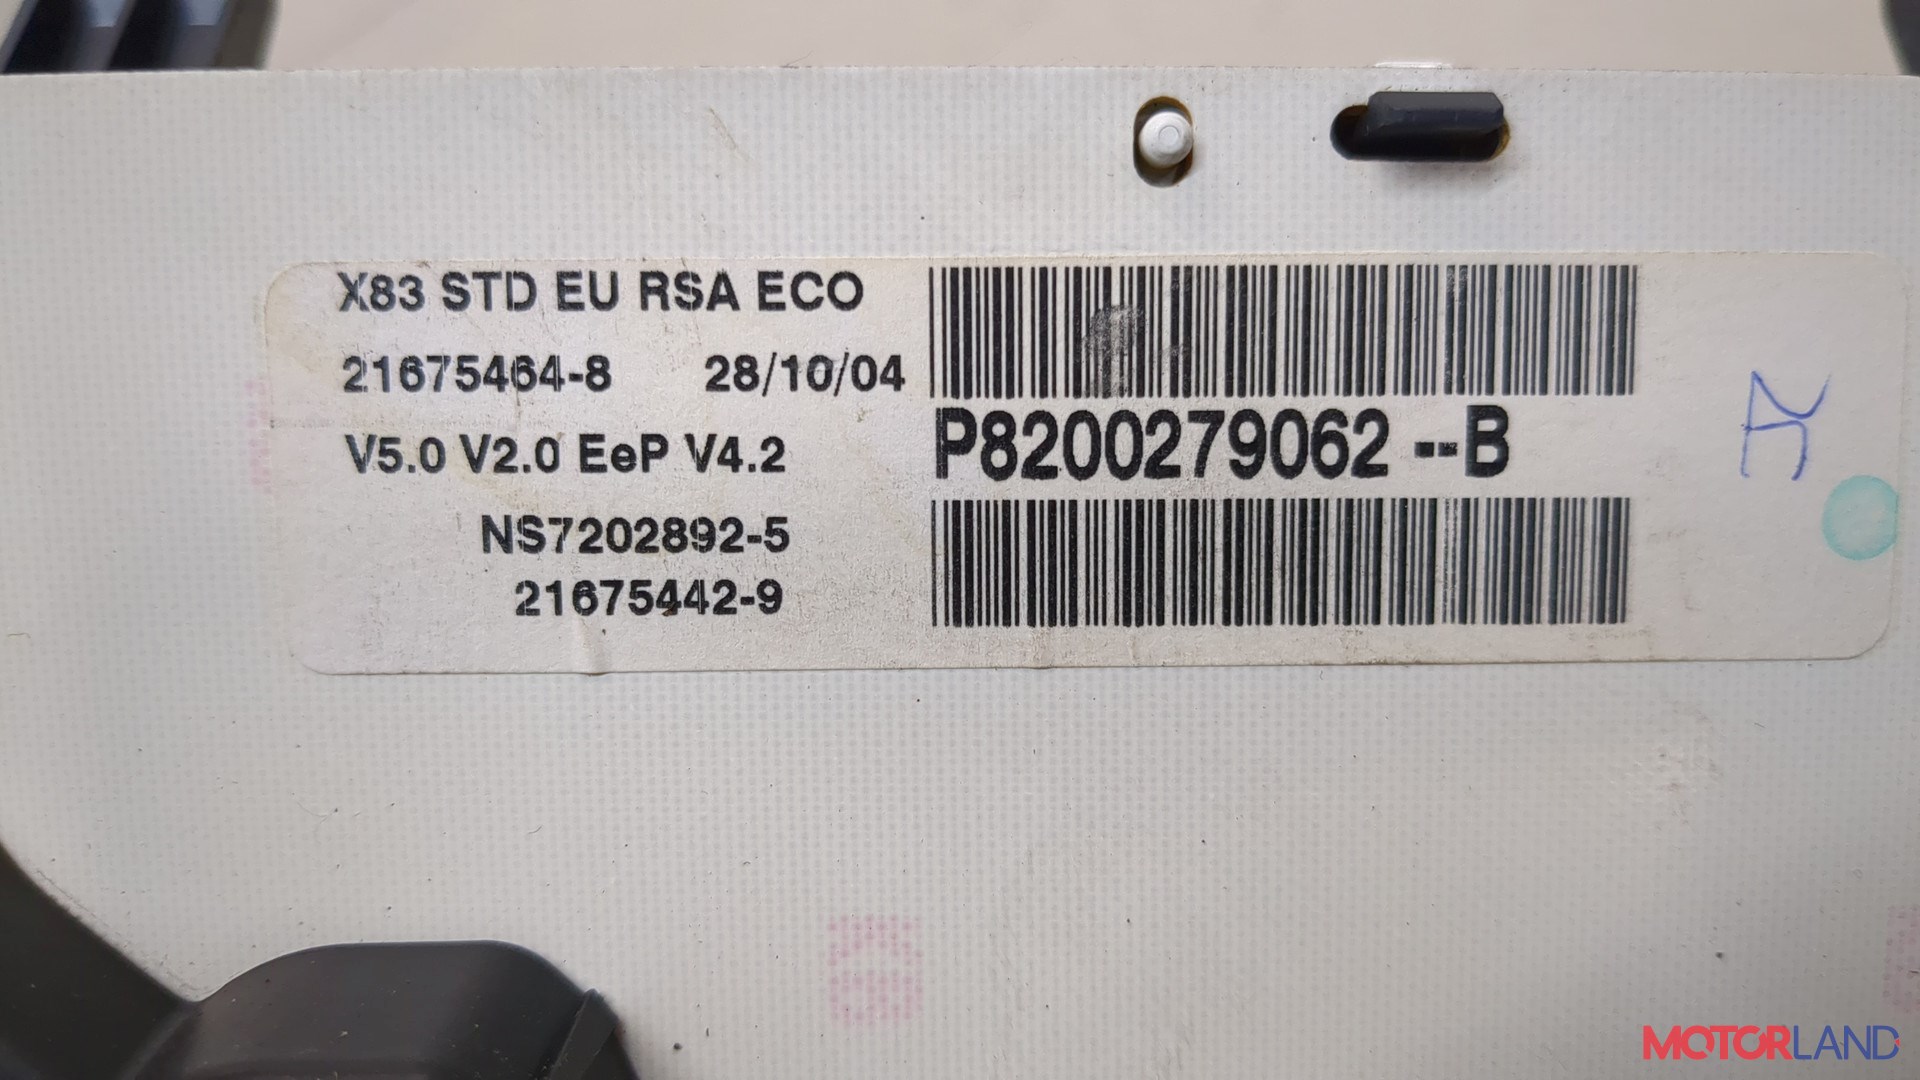 X83 STD EU RSA ECO
21675464-8 28/10/04
V5.0 V2.0 EeP V4.2
NS7202892-5
21675442-9
P8200279062 --B
MOTORLAND